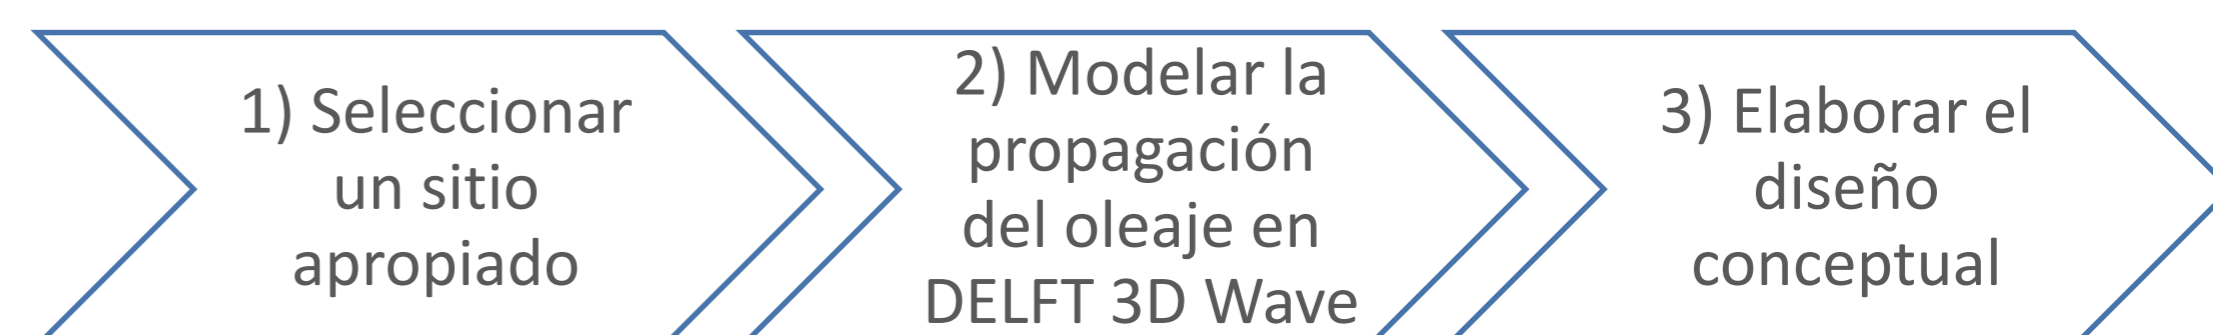 1) Seleccionar
un sitio
apropiado
2) Modelar la
propagación
del oleaje en
DELFT 3D Wave
3) Elaborar el
diseño
conceptual